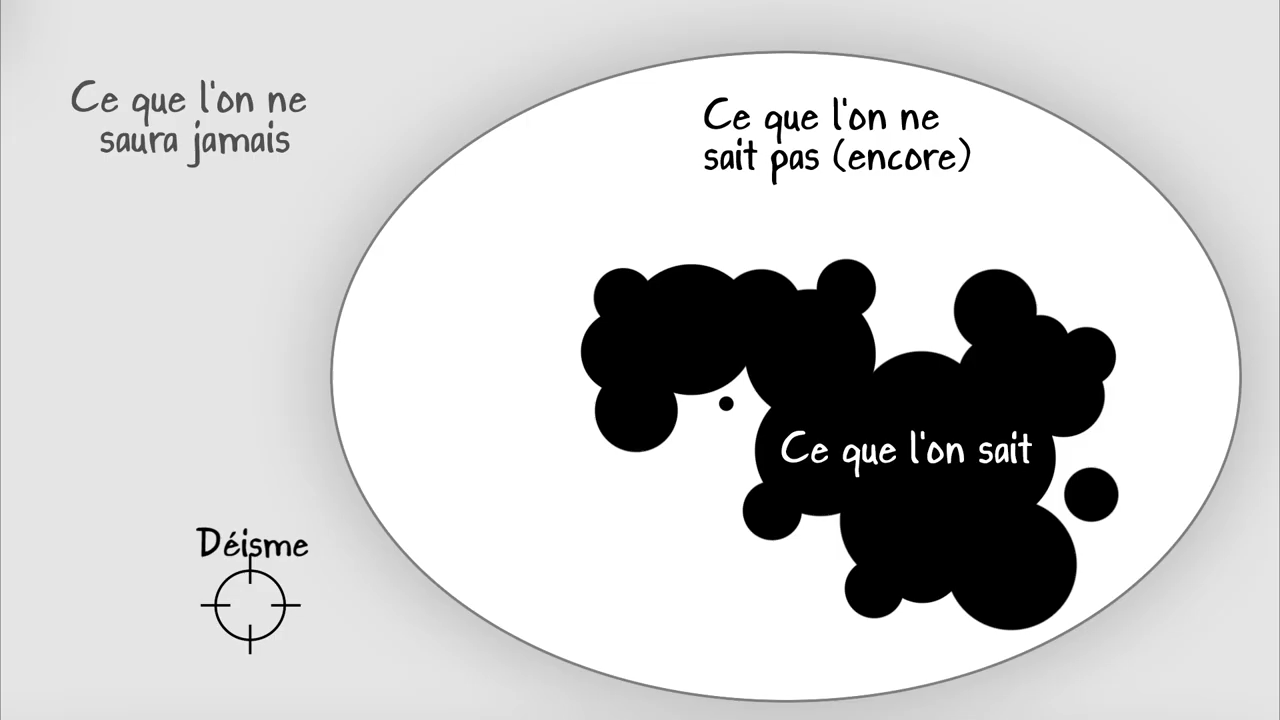 Ce que l'on ne
saura jamais
Ce que l'on ne
sait pas (encore)
Ce que l'on sait
Déisme